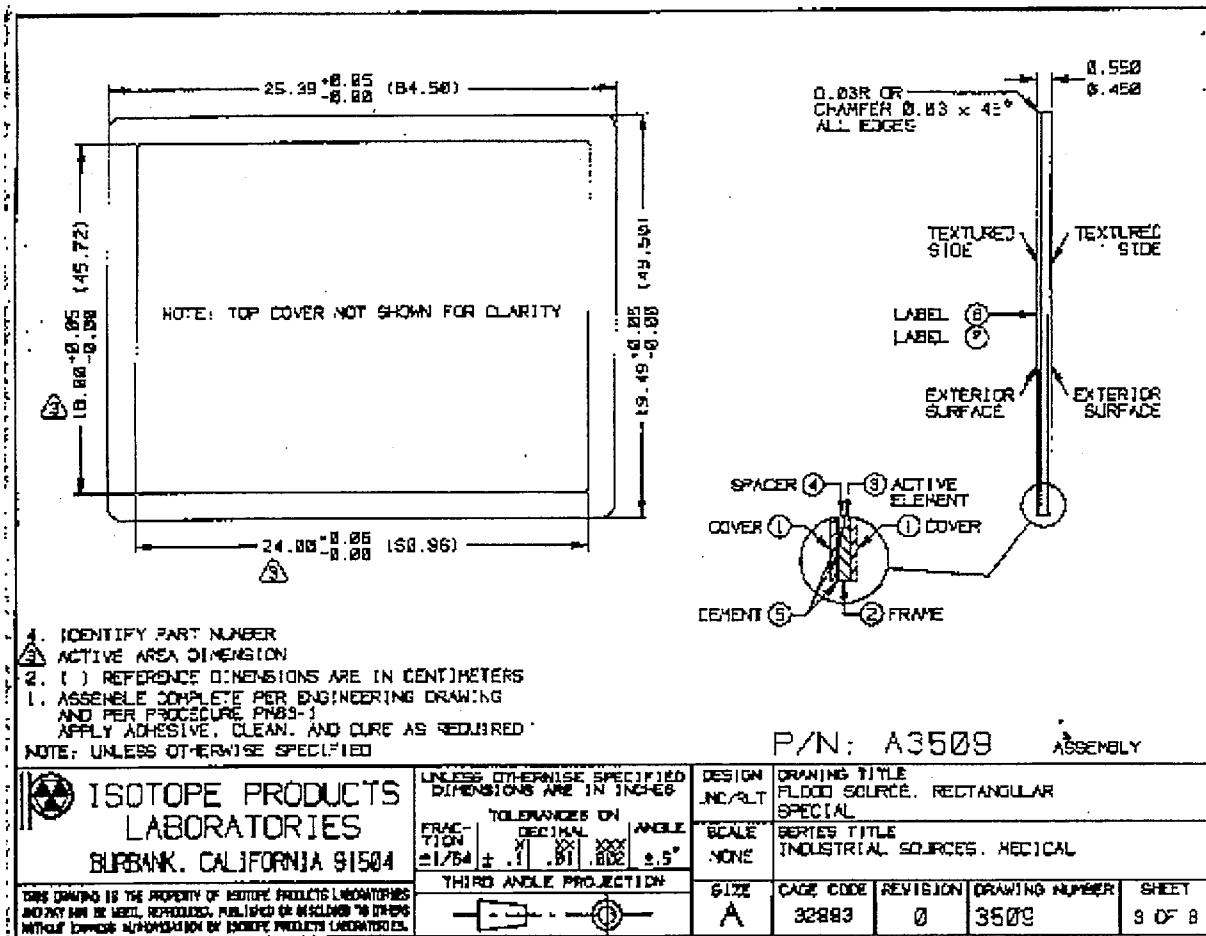 25.39 +0.05 -0.00 (64.50)
18.00 +0.05 -0.00 (45.72)
3
NOTE: TOP COVER NOT SHOWN FOR CLARITY
19.49 +0.05 -0.00 (49.50)
24.00 +0.05 -0.00 (60.96)
3
0.550
0.450
0.03R OR
CHAMFER 0.03 x 45°
ALL EDGES
TEXTURED SIDE
TEXTURED SIDE
LABEL 6
LABEL
EXTERIOR SURFACE
EXTERIOR SURFACE
SPACER 4
3 ACTIVE ELEMENT
COVER 1
1 COVER
CEMENT 5
2 FRAME
4. IDENTIFY PART NUMBER
3 ACTIVE AREA DIMENSION
2. ( ) REFERENCE DIMENSIONS ARE IN CENTIMETERS
1. ASSEMBLE COMPLETE PER ENGINEERING DRAWING
AND PER PROCEDURE PM89-1
APPLY ADHESIVE, CLEAN, AND CURE AS REQUIRED
NOTE: UNLESS OTHERWISE SPECIFIED
P/N: A3509 ASSEMBLY
ISOTOPE PRODUCTS
LABORATORIES
BURBANK, CALIFORNIA 91504
THIS DRAWING IS THE PROPERTY OF ISOTOPE PRODUCTS LABORATORIES
AND MAY NOT BE USED, REPRODUCED, PUBLISHED OR DISCLOSED TO OTHERS
WITHOUT EXPRESS AUTHORIZATION BY ISOTOPE PRODUCTS LABORATORIES.
UNLESS OTHERWISE SPECIFIED
DIMENSIONS ARE IN INCHES
TOLERANCES ON
FRACTION DECIMAL ANGLE
X XX XXX
±1/64 ± .1 .01 .002 ±.5°
THIRD ANGLE PROJECTION
DESIGN
JNC/RLT
DRAWING TITLE
FLOOD SOURCE, RECTANGULAR
SPECIAL
SCALE
NONE
SERIES TITLE
INDUSTRIAL SOURCES, MEDICAL
SIZE
A
CAGE CODE
32993
REVISION
0
DRAWING NUMBER
3509
SHEET
OF 8